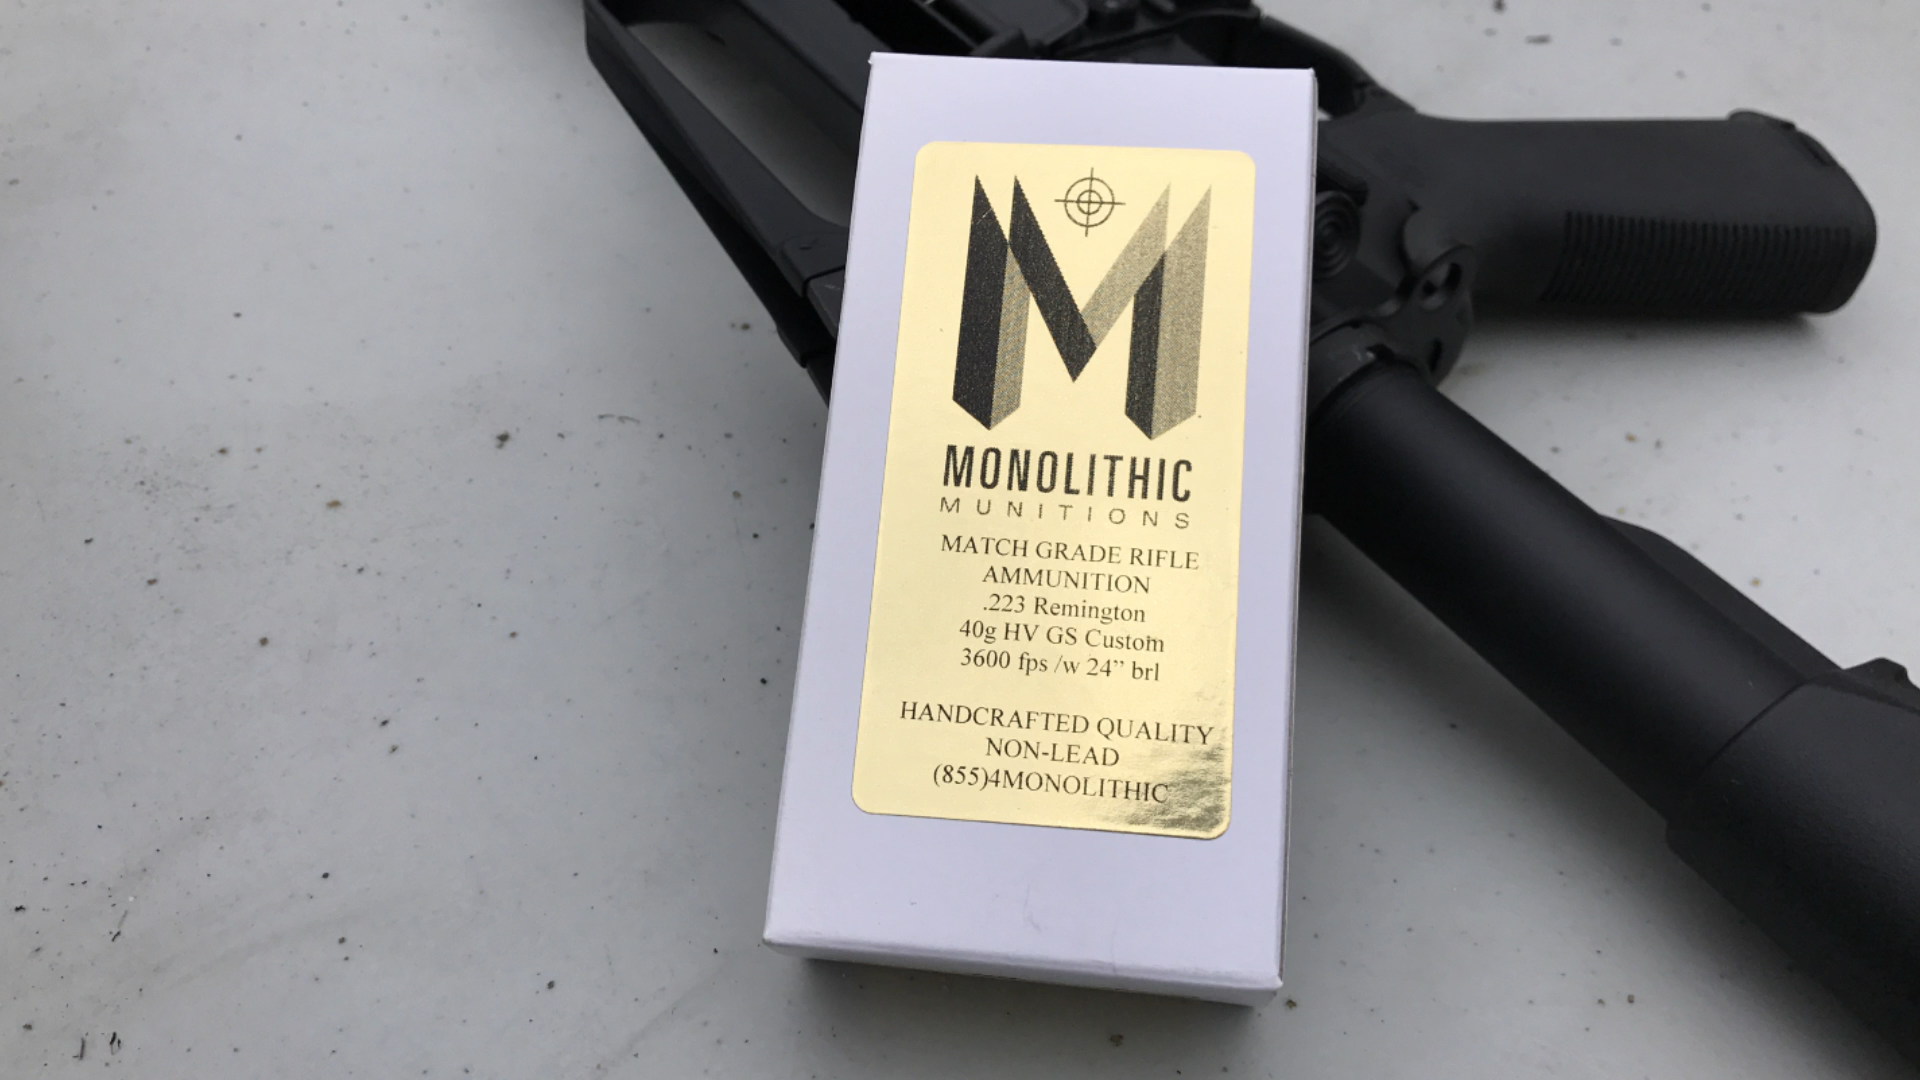 MONOLITHIC
MUNITIONS
MATCH GRADE RIFLE
AMMUNITION
.223 Remington
40g HV GS Custom
3600 fps /w 24” brl
HANDCRAFTED QUALITY
NON-LEAD
(855)4MONOLITHIC